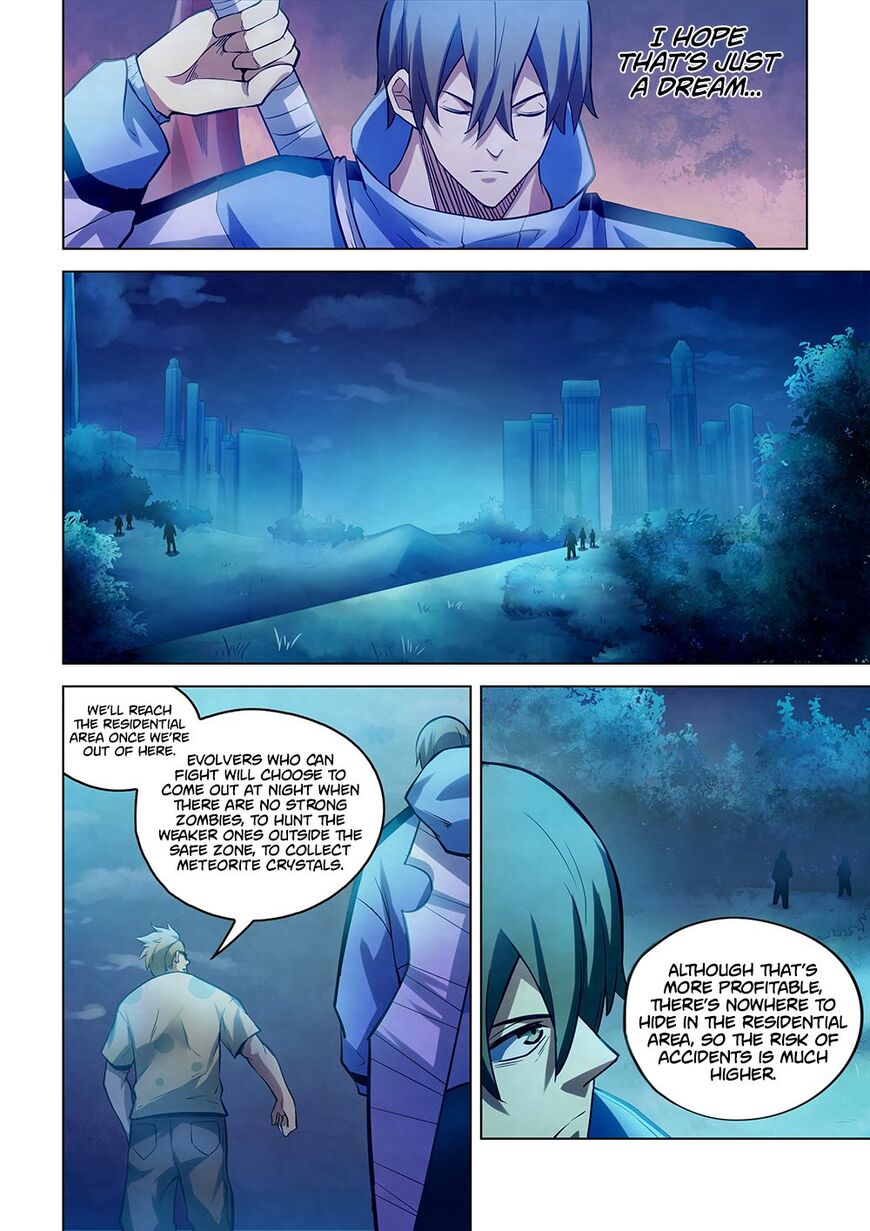 I HOPE
THAT'S JUST
A DREAM...
WE'LL REACH
THE RESIDENTIAL
AREA ONCE WE'RE
OUT OF HERE.
EVOLVERS WHO CAN
FIGHT WILL CHOOSE TO
COME OUT AT NIGHT WHEN
THERE ARE NO STRONG
ZOMBIES, TO HUNT THE
WEAKER ONES OUTSIDE THE
SAFE ZONE, TO COLLECT
METEORITE CRYSTALS.
ALTHOUGH THAT'S
MORE PROFITABLE,
THERE'S NOWHERE TO
HIDE IN THE RESIDENTIAL
AREA, SO THE RISK OF
ACCIDENTS IS MUCH
HIGHER.